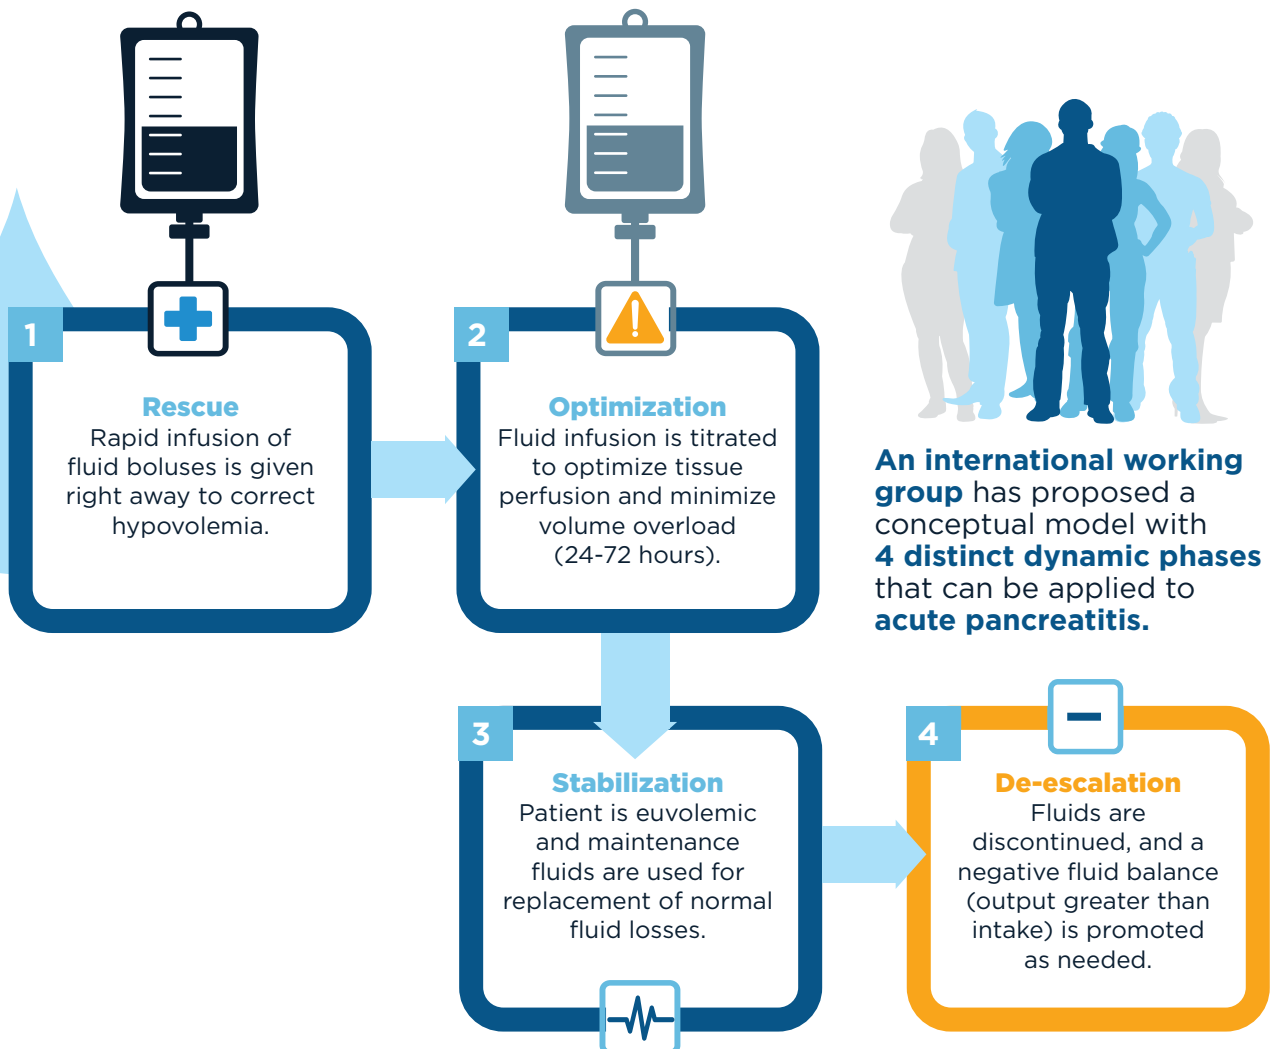 1
Rescue
Rapid infusion of
fluid boluses is given
right away to correct
hypovolemia.
2
Optimization
Fluid infusion is titrated
to optimize tissue
perfusion and minimize
volume overload
(24-72 hours).
An international working
group has proposed a
conceptual model with
4 distinct dynamic phases
that can be applied to
acute pancreatitis.
3
Stabilization
Patient is euvolemic
and maintenance
fluids are used for
replacement of normal
fluid losses.
4
De-escalation
Fluids are
discontinued, and a
negative fluid balance
(output greater than
intake) is promoted
as needed.